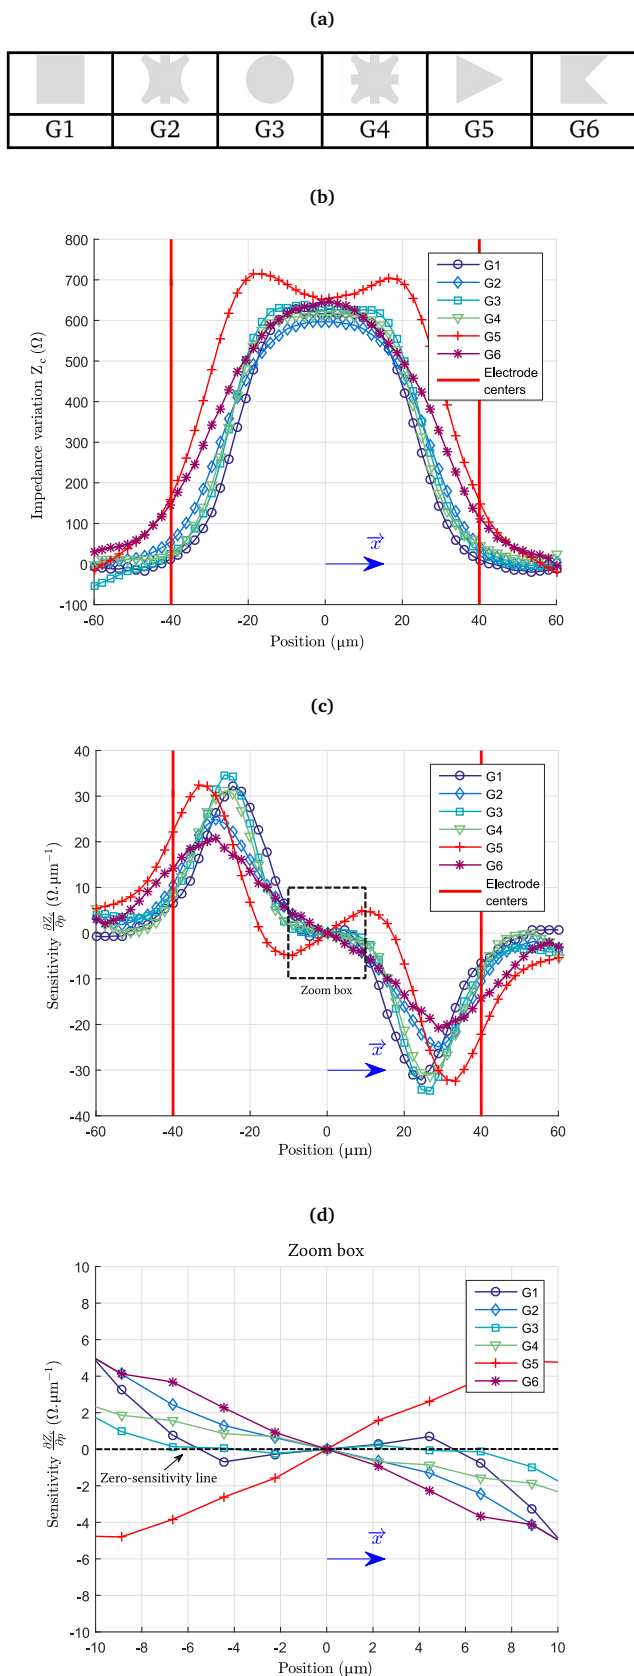 (a)
G1 G2 G3 G4 G5 G6
(b)
800
700
600
500
400
300
200
100
0
-100
Impedance variation Z_c (Ω)
G1
G2
G3
G4
G5
G6
Electrode
centers
x
-60 -40 -20 0 20 40 60
Position (µm)
(c)
40
30
20
10
0
-10
-20
-30
-40
Sensitivity ∂Z/∂p (Ω.µm⁻¹)
G1
G2
G3
G4
G5
G6
Electrode
centers
Zoom box
x
-60 -40 -20 0 20 40 60
Position (µm)
(d)
Zoom box
10
8
6
4
2
0
-2
-4
-6
-8
-10
Sensitivity ∂Z/∂p (Ω.µm⁻¹)
G1
G2
G3
G4
G5
G6
Zero-sensitivity line
x
-10 -8 -6 -4 -2 0 2 4 6 8 10
Position (µm)